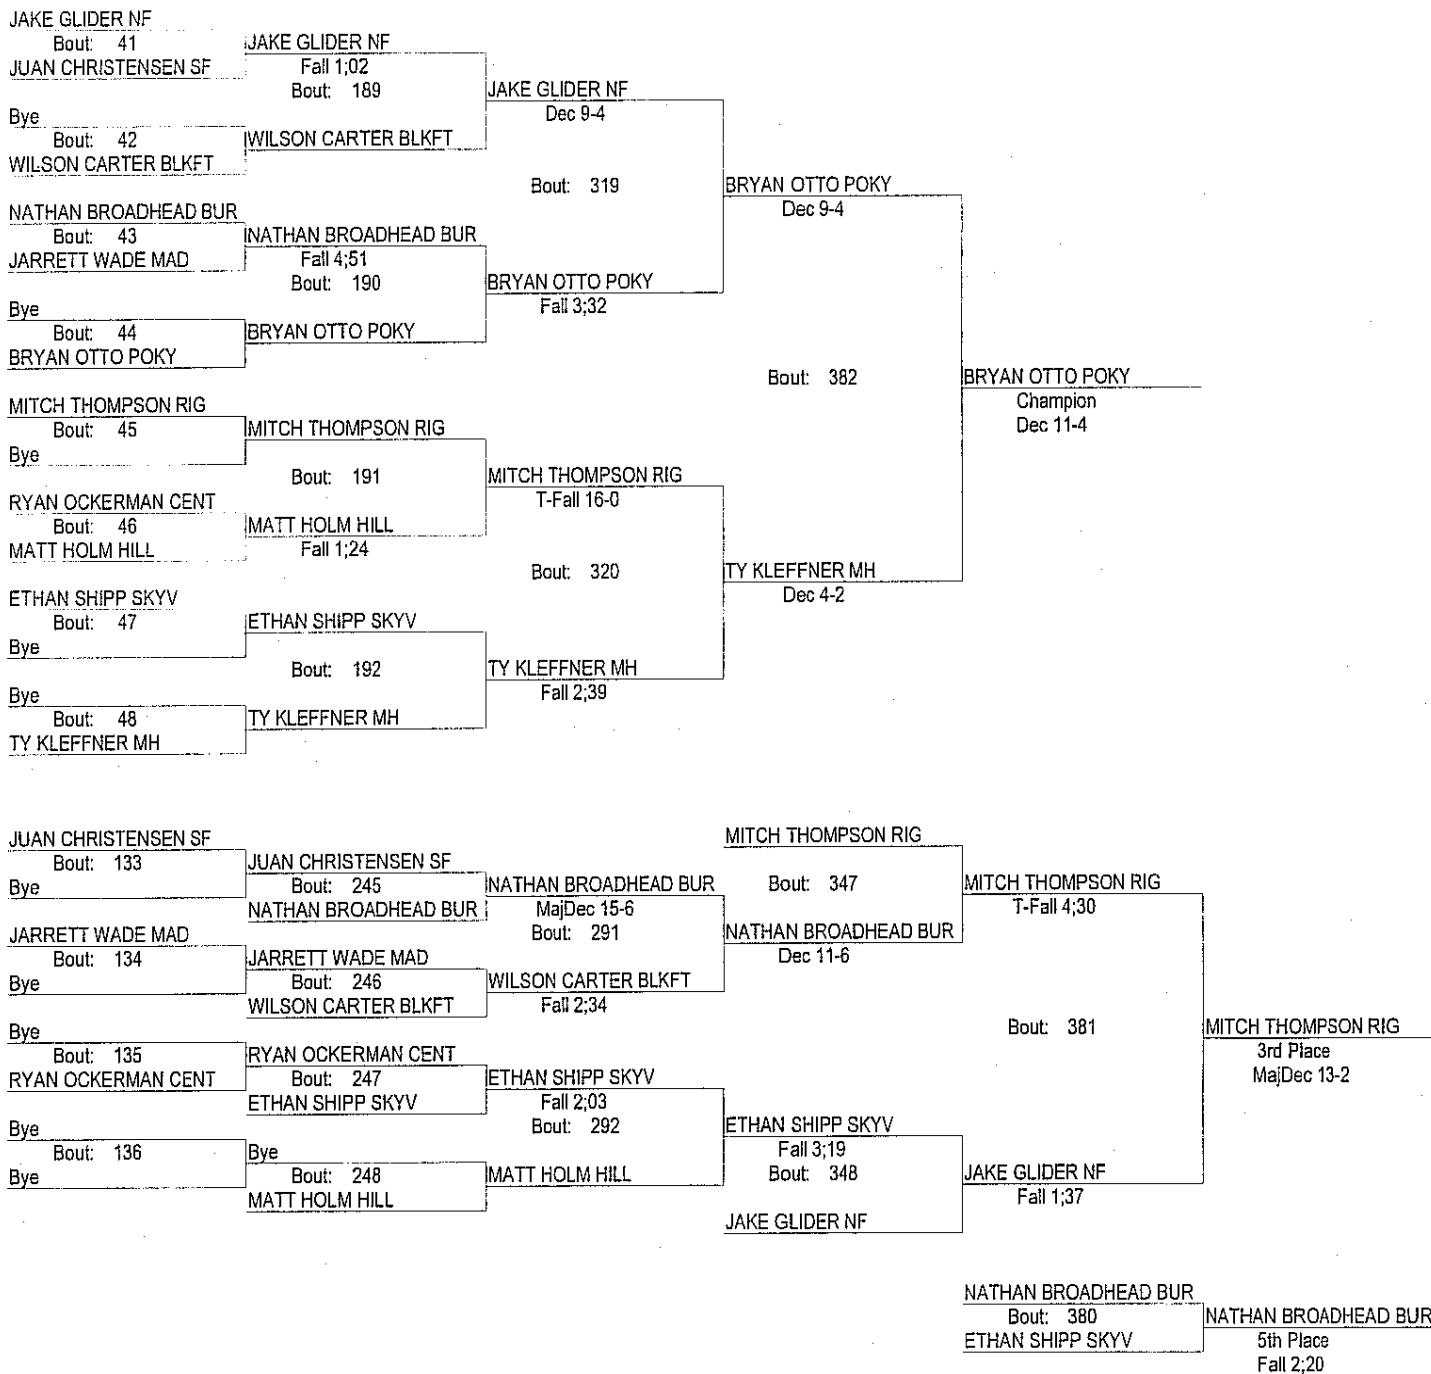 JAKE GLIDER NF
Bout: 41
JUAN CHRISTENSEN SF
JAKE GLIDER NF
Fall 1;02
Bout: 189
JAKE GLIDER NF
Dec 9-4
Bye
Bout: 42
WILSON CARTER BLKFT
WILSON CARTER BLKFT
Bout: 319
BRYAN OTTO POKY
Dec 9-4
NATHAN BROADHEAD BUR
Bout: 43
JARRETT WADE MAD
NATHAN BROADHEAD BUR
Fall 4;51
Bout: 190
BRYAN OTTO POKY
Fall 3;32
Bye
Bout: 44
BRYAN OTTO POKY
BRYAN OTTO POKY
Bout: 382
BRYAN OTTO POKY
Champion
Dec 11-4
MITCH THOMPSON RIG
Bout: 45
Bye
MITCH THOMPSON RIG
Bout: 191
MITCH THOMPSON RIG
T-Fall 16-0
RYAN OCKERMAN CENT
Bout: 46
MATT HOLM HILL
MATT HOLM HILL
Fall 1;24
Bout: 320
TY KLEFFNER MH
Dec 4-2
ETHAN SHIPP SKYV
Bout: 47
Bye
ETHAN SHIPP SKYV
Bout: 192
TY KLEFFNER MH
Fall 2;39
Bye
Bout: 48
TY KLEFFNER MH
TY KLEFFNER MH
JUAN CHRISTENSEN SF
Bout: 133
Bye
JUAN CHRISTENSEN SF
Bout: 245
NATHAN BROADHEAD BUR
NATHAN BROADHEAD BUR
MajDec 15-6
Bout: 291
MITCH THOMPSON RIG
Bout: 347
NATHAN BROADHEAD BUR
Dec 11-6
MITCH THOMPSON RIG
T-Fall 4;30
JARRETT WADE MAD
Bout: 134
Bye
JARRETT WADE MAD
Bout: 246
WILSON CARTER BLKFT
WILSON CARTER BLKFT
Fall 2;34
Bout: 381
MITCH THOMPSON RIG
3rd Place
MajDec 13-2
Bye
Bout: 135
RYAN OCKERMAN CENT
RYAN OCKERMAN CENT
Bout: 247
ETHAN SHIPP SKYV
ETHAN SHIPP SKYV
Fall 2;03
Bout: 292
ETHAN SHIPP SKYV
Fall 3;19
Bout: 348
JAKE GLIDER NF
JAKE GLIDER NF
Fall 1;37
Bye
Bout: 136
Bye
Bye
Bout: 248
MATT HOLM HILL
MATT HOLM HILL
NATHAN BROADHEAD BUR
Bout: 380
ETHAN SHIPP SKYV
NATHAN BROADHEAD BUR
5th Place
Fall 2;20